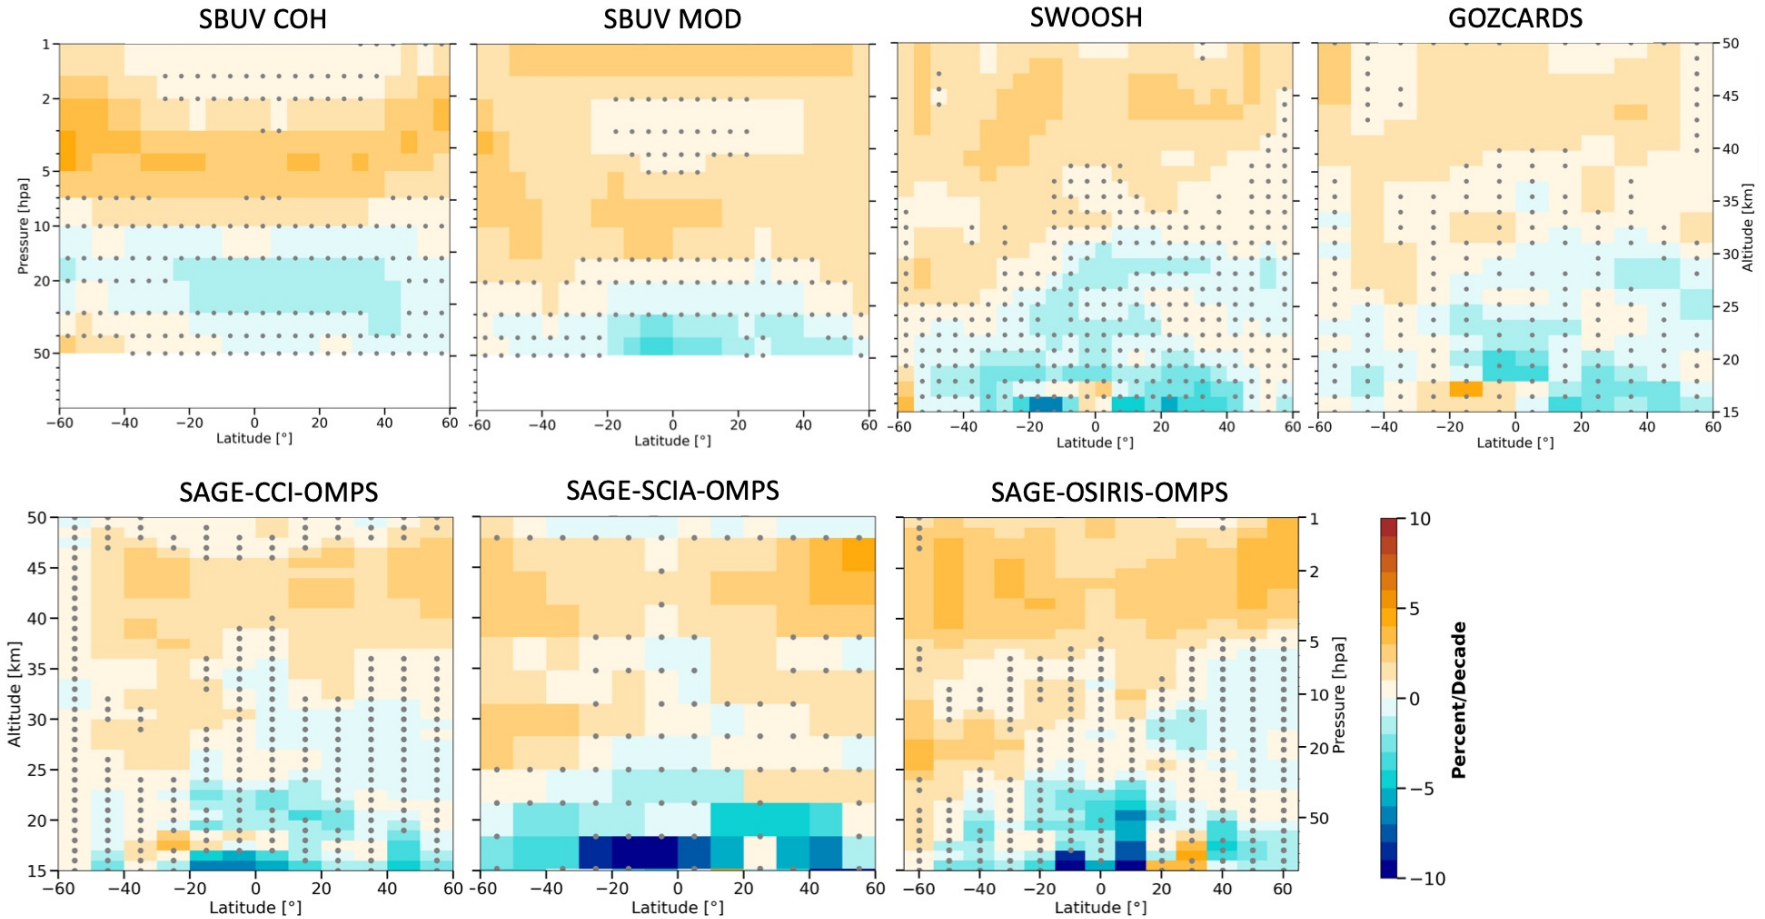 SBUV COH
SBUV MOD
SWOOSH
GOZCARDS
1
2
5
10
20
50
Pressure [hpa]
−60 −40 −20 0 20 40 60
Latitude [°]
−60 −40 −20 0 20 40 60
Latitude [°]
−60 −40 −20 0 20 40 60
Latitude [°]
−60 −40 −20 0 20 40 60
Latitude [°]
50
45
40
35
30
25
20
15
Altitude [km]
SAGE-CCI-OMPS
SAGE-SCIA-OMPS
SAGE-OSIRIS-OMPS
50
45
40
35
30
25
20
15
Altitude [km]
−60 −40 −20 0 20 40 60
Latitude [°]
−60 −40 −20 0 20 40 60
Latitude [°]
−60 −40 −20 0 20 40 60
Latitude [°]
1
2
5
10
20
50
Pressure [hpa]
10
5
0
−5
−10
Percent/Decade